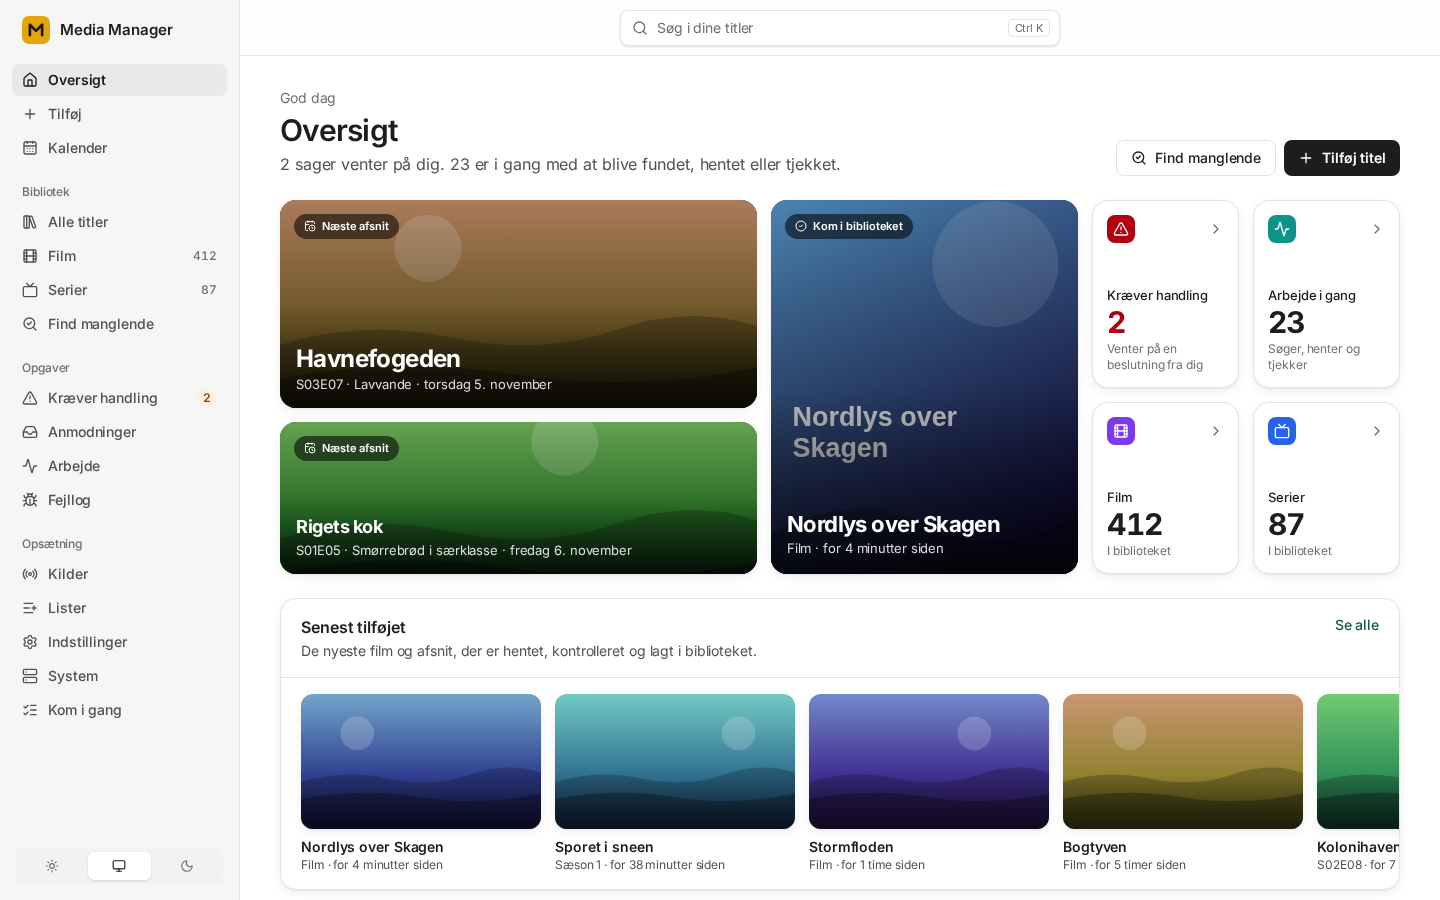 Media Manager
Søg i dine titler
Ctrl K
Oversigt
Tilføj
Kalender
Bibliotek
Alle titler
Film 412
Serier 87
Find manglende
Opgaver
Kræver handling 2
Anmodninger
Arbejde
Fejllog
Opsætning
Kilder
Lister
Indstillinger
System
Kom i gang
God dag
Oversigt
2 sager venter på dig. 23 er i gang med at blive fundet, hentet eller tjekket.
Find manglende
Tilføj titel
Næste afsnit
Havnefogeden
S03E07 · Lavvande · torsdag 5. november
Næste afsnit
Rigets kok
S01E05 · Smørrebrød i særklasse · fredag 6. november
Kom i biblioteket
Nordlys over
Skagen
Nordlys over Skagen
Film · for 4 minutter siden
Kræver handling
2
Venter på en
beslutning fra dig
Arbejde i gang
23
Søger, henter og
tjekker
Film
412
I biblioteket
Serier
87
I biblioteket
Senest tilføjet
Se alle
De nyeste film og afsnit, der er hentet, kontrolleret og lagt i biblioteket.
Nordlys over Skagen
Film · for 4 minutter siden
Sporet i sneen
Sæson 1 · for 38 minutter siden
Stormfloden
Film · for 1 time siden
Bogtyven
Film · for 5 timer siden
Kolonihaven
S02E08 · for 7